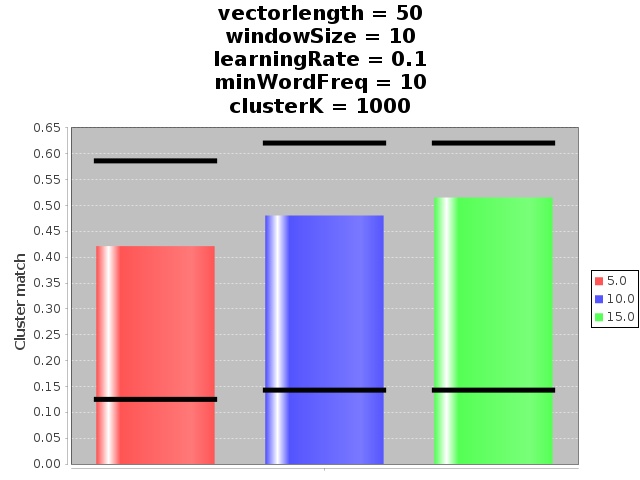 vectorlength = 50
windowSize = 10
learningRate = 0.1
minWordFreq = 10
clusterK = 1000
0.65
0.60
0.55
0.50
0.45
0.40
0.35
0.30
0.25
0.20
0.15
0.10
0.05
0.00
Cluster match
5.0
10.0
15.0